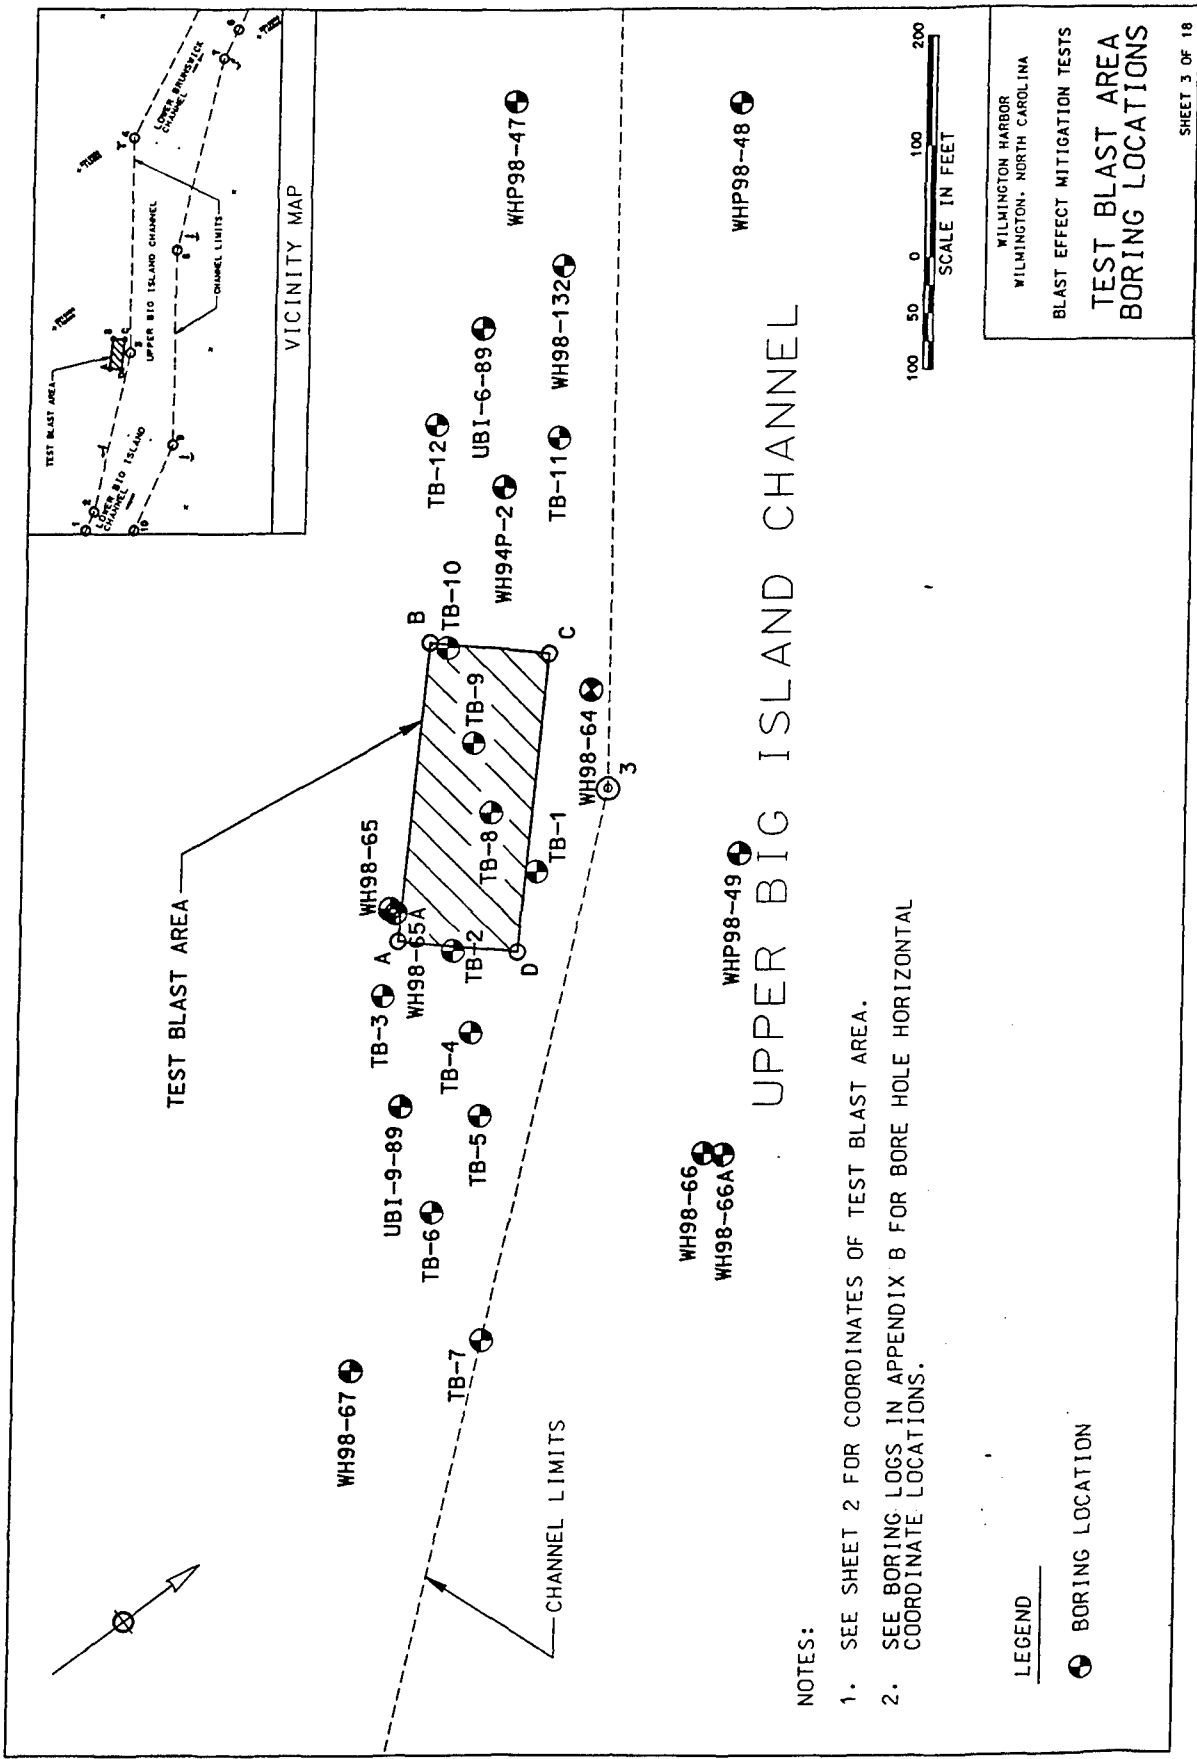 TEST BLAST AREA
LOWER BIG ISLAND
CHANNEL
UPPER BIG ISLAND CHANNEL
LOWER BRUNSWICK
CHANNEL
CHANNEL LIMITS
1
2
3
10
VICINITY MAP
TEST BLAST AREA
WH98-67
TB-7
TB-6
UBI-9-89
TB-5
TB-4
TB-3
WH98-65
WH98-65A
A
B
C
D
TB-2
TB-1
TB-8
TB-9
TB-10
WH98-64
3
WH94P-2
TB-12
TB-11
UBI-6-89
WH98-132
WHP98-47
WHP98-48
WHP98-49
WH98-66
WH98-66A
CHANNEL LIMITS
UPPER BIG ISLAND CHANNEL
NOTES:
1. SEE SHEET 2 FOR COORDINATES OF TEST BLAST AREA.
2. SEE BORING LOGS IN APPENDIX B FOR BORE HOLE HORIZONTAL
COORDINATE LOCATIONS.
LEGEND
BORING LOCATION
100 50 0 100 200
SCALE IN FEET
WILMINGTON HARBOR
WILMINGTON, NORTH CAROLINA
BLAST EFFECT MITIGATION TESTS
TEST BLAST AREA
BORING LOCATIONS
SHEET 3 OF 18